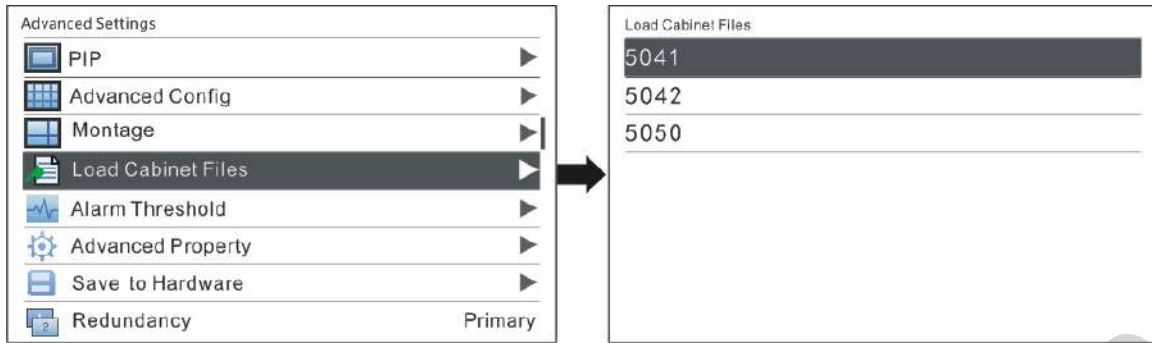 Advanced Settings
PIP
Advanced Config
Montage
Load Cabinet Files
Alarm Threshold
Advanced Property
Save to Hardware
2
Redundancy Primary
Load Cabinet Files
5041
5042
5050